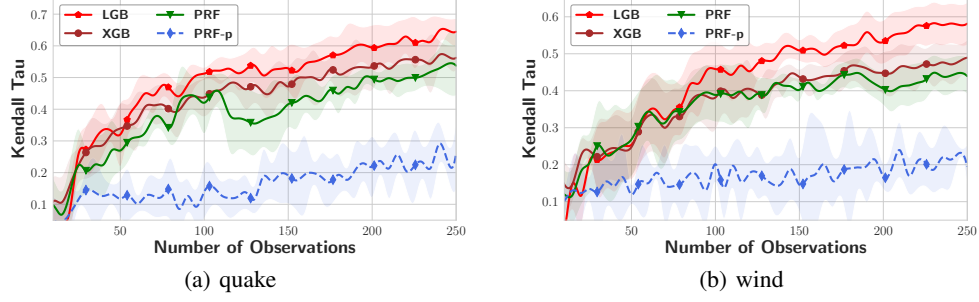 0.7
0.6
0.5
0.4
0.3
0.2
0.1
Kendall Tau
LGB
XGB
PRF
PRF-p
50
100
150
200
250
Number of Observations
(a) quake
0.6
0.5
0.4
0.3
0.2
0.1
Kendall Tau
LGB
XGB
PRF
PRF-p
50
100
150
200
250
Number of Observations
(b) wind